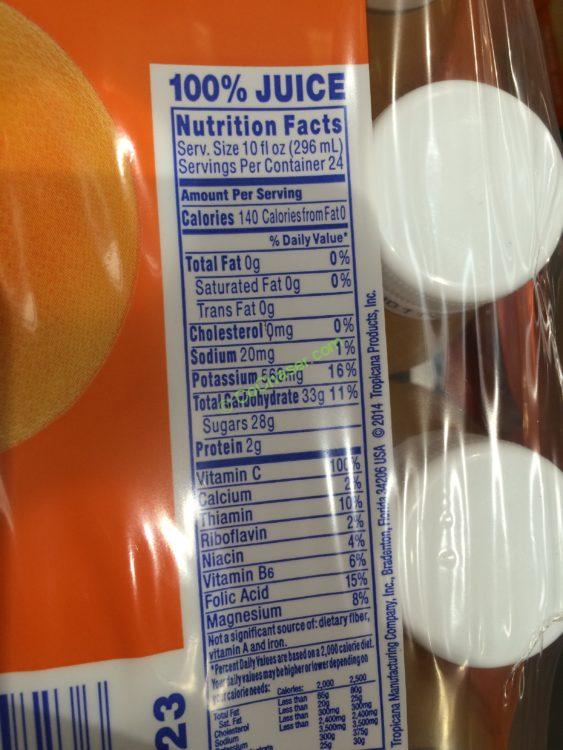 100% JUICE
Nutrition Facts
Serv. Size 10 fl oz (296 mL)
Servings Per Container 24
Amount Per Serving
Calories 140 Calories from Fat 0
% Daily Value*
Total Fat 0g 0%
Saturated Fat 0g 0%
Trans Fat 0g
Cholesterol 0mg 0%
Sodium 20mg 1%
Potassium 16%
Total Carbohydrate 33g 11%
Sugars 28g
Protein 2g
Vitamin C 100%
Calcium 2%
Thiamin 10%
Riboflavin 2%
Niacin 4%
Vitamin B6 6%
Folic Acid 15%
Magnesium 8%
Not a significant source of: dietary fiber,
vitamin A and iron.
*Percent Daily Values are based on a 2,000 calorie diet.
Your daily values may be higher or lower depending on
your calorie needs:
Calories: 2,000 2,500
Total Fat Less than 65g 80g
Sat. Fat Less than 20g 25g
Cholesterol Less than 300mg 300mg
Sodium Less than 2,400mg 2,400mg
Potassium 3,500mg 3,500mg
300g 375g
25g 30g
Tropicana Manufacturing Company, Inc., Bradenton, Florida 34206 USA © 2014 Tropicana Products, Inc.
23